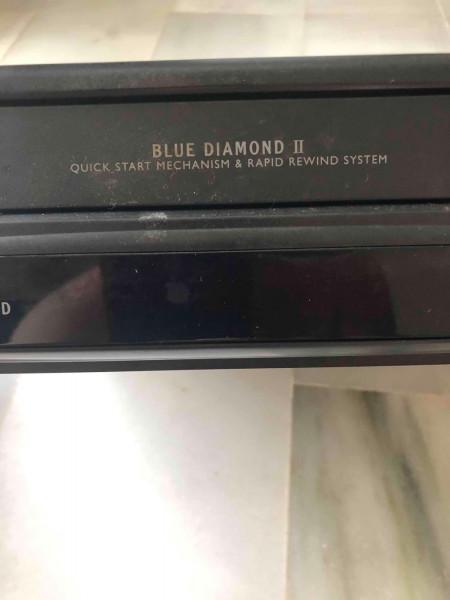 BLUE DIAMOND II
QUICK START MECHANISM & RAPID REWIND SYSTEM
D